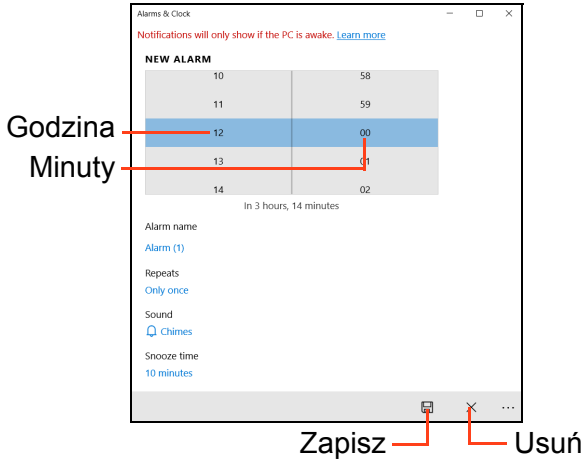 Alarms & Clock
Notifications will only show if the PC is awake. Learn more
NEW ALARM
10 58
11 59
Godzina 12 00
Minuty 13 01
14 02
In 3 hours, 14 minutes
Alarm name
Alarm (1)
Repeats
Only once
Sound
Chimes
Snooze time
10 minutes
Zapisz Usuń